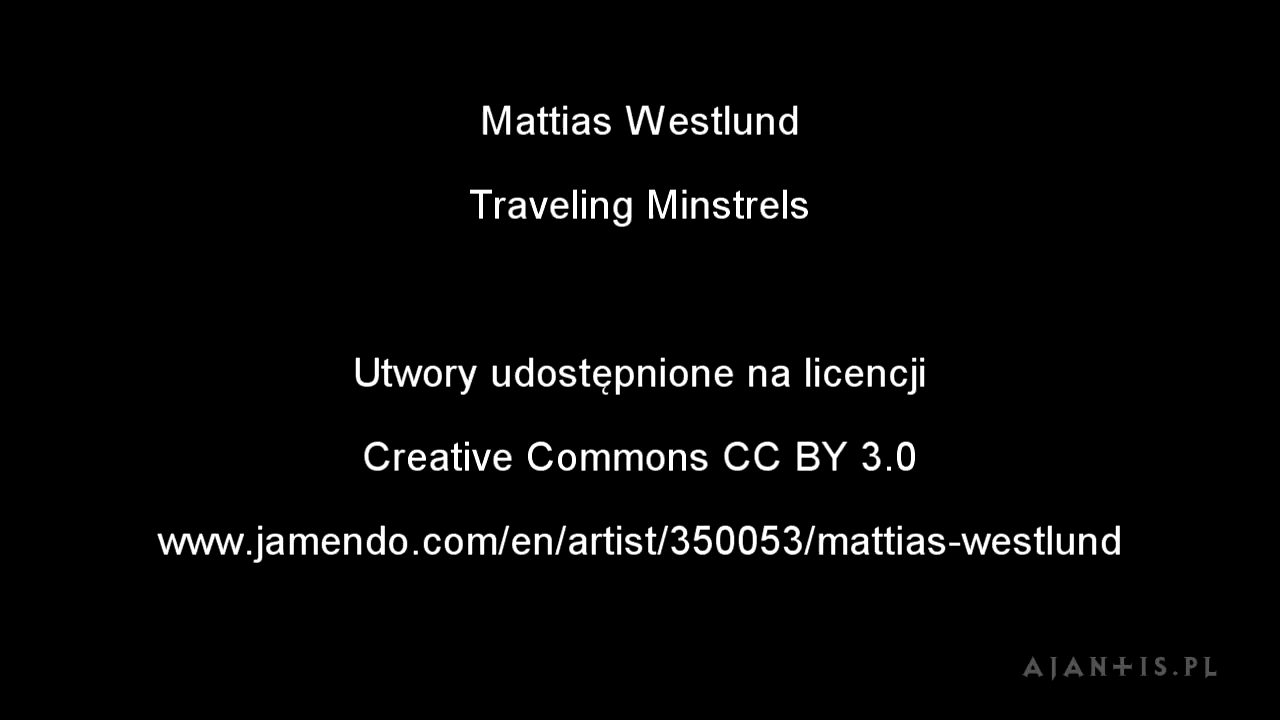 Mattias Westlund
Traveling Minstrels
Utwory udostępnione na licencji
Creative Commons CC BY 3.0
www.jamendo.com/en/artist/350053/mattias-westlund
AJANTIS.PL